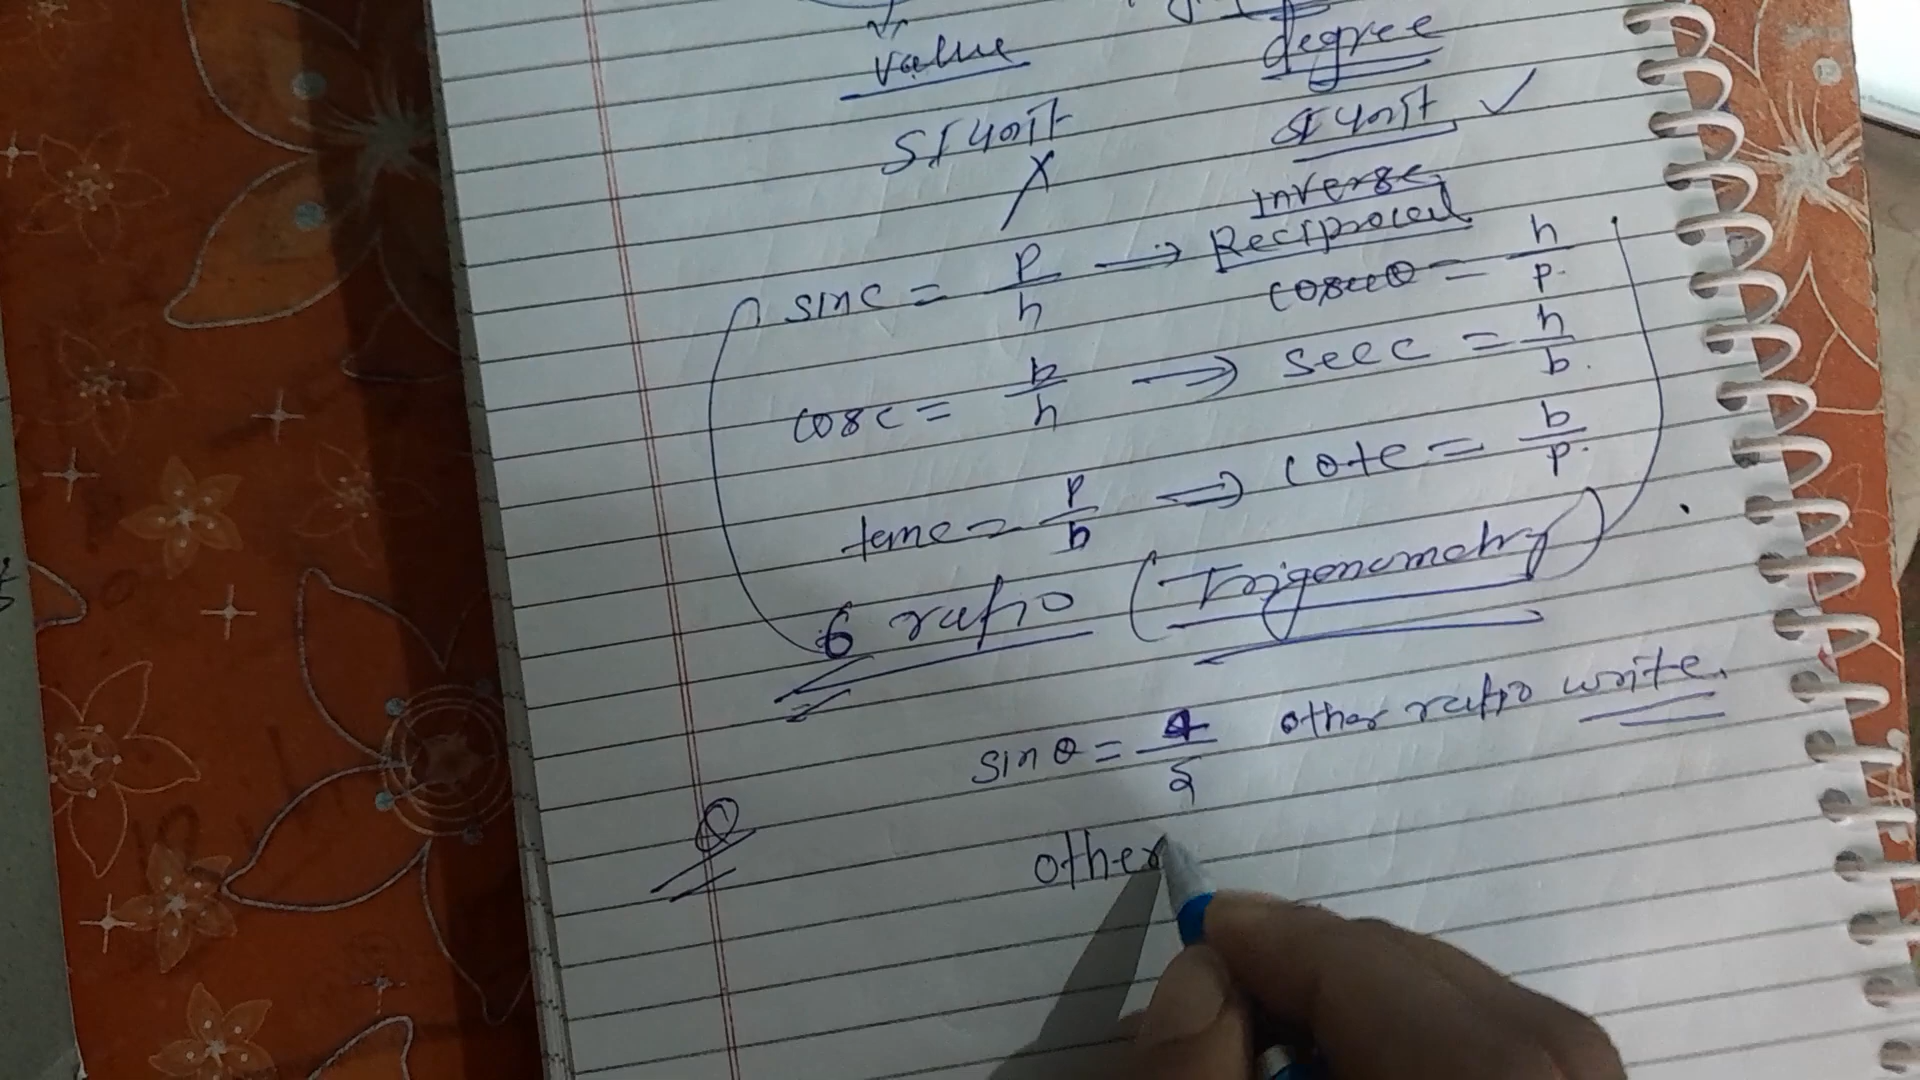 value degree
SI unit SI unit ✓
X inverse
Reciprocal
sinc = p/h → cosecθ = h/p.
cosc = b/h → secc = h/b.
tanc = p/b → cotc = b/p.
6 ratio (Trigonometry)
Q sinθ = 4/5 other ratio write.
other